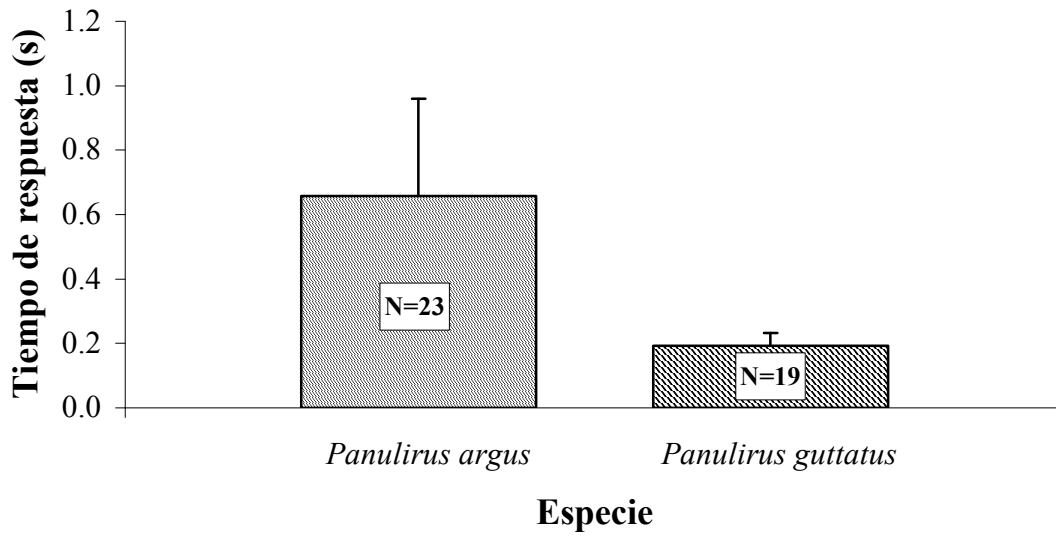 Tiempo de respuesta (s)
1.2
1.0
0.8
0.6
0.4
0.2
0.0
N=23
N=19
Panulirus argus
Panulirus guttatus
Especie